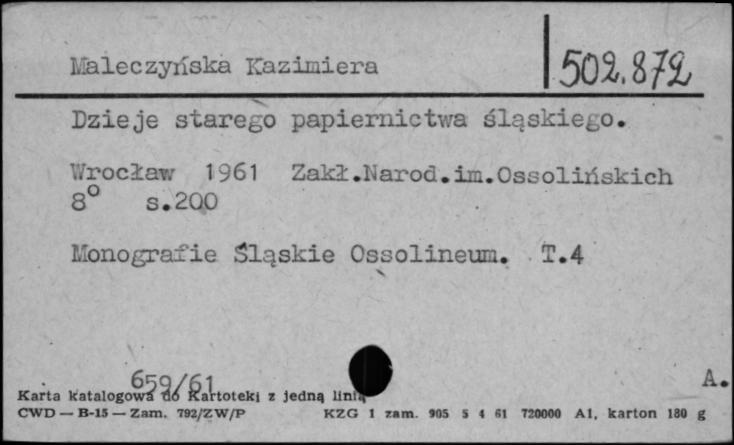 Maleczyńska Kazimiera
502.872
Dzieje starego papiernictwa śląskiego.
Wrocław 1961 Zakł.Narod.im.Ossolińskich
8° s.200
Monografie Śląskie Ossolineum. T.4
659/61
A.
Karta katalogowa do Kartoteki z jedną linią
CWD — B-15 — Zam. 792/ZW/P KZG 1 zam. 905 5 4 61 720000 A1, karton 180 g